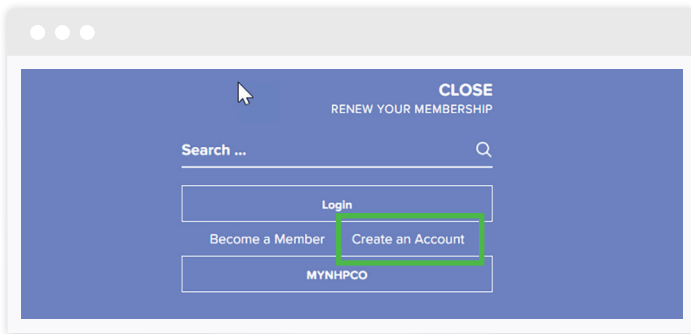 CLOSE
RENEW YOUR MEMBERSHIP
Search ...
Login
Become a Member Create an Account
MYNHPCO